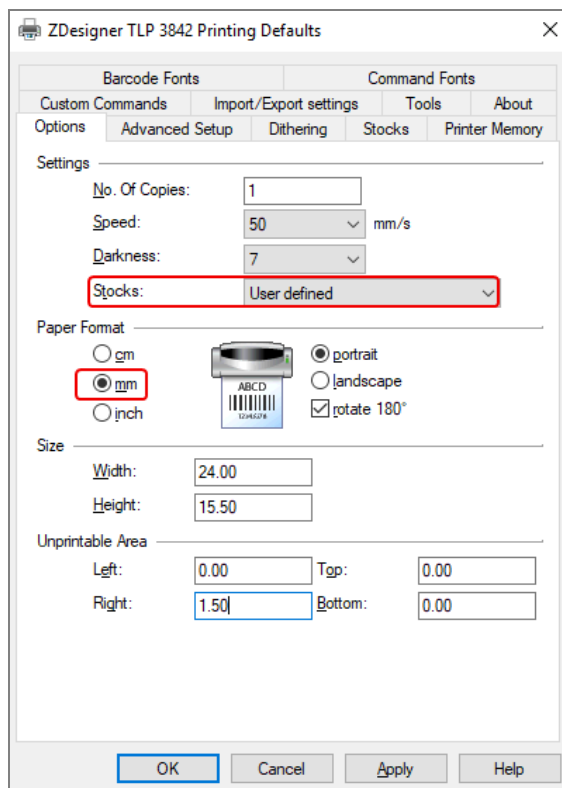 ZDesigner TLP 3842 Printing Defaults
Barcode Fonts Command Fonts
Custom Commands Import/Export settings Tools About
Options Advanced Setup Dithering Stocks Printer Memory
Settings
No. Of Copies: 1
Speed: 50 mm/s
Darkness: 7
Stocks: User defined
Paper Format
cm portrait
mm landscape
inch rotate 180°
ABCD
12345678
Size
Width: 24.00
Height: 15.50
Unprintable Area
Left: 0.00 Top: 0.00
Right: 1.50 Bottom: 0.00
OK Cancel Apply Help